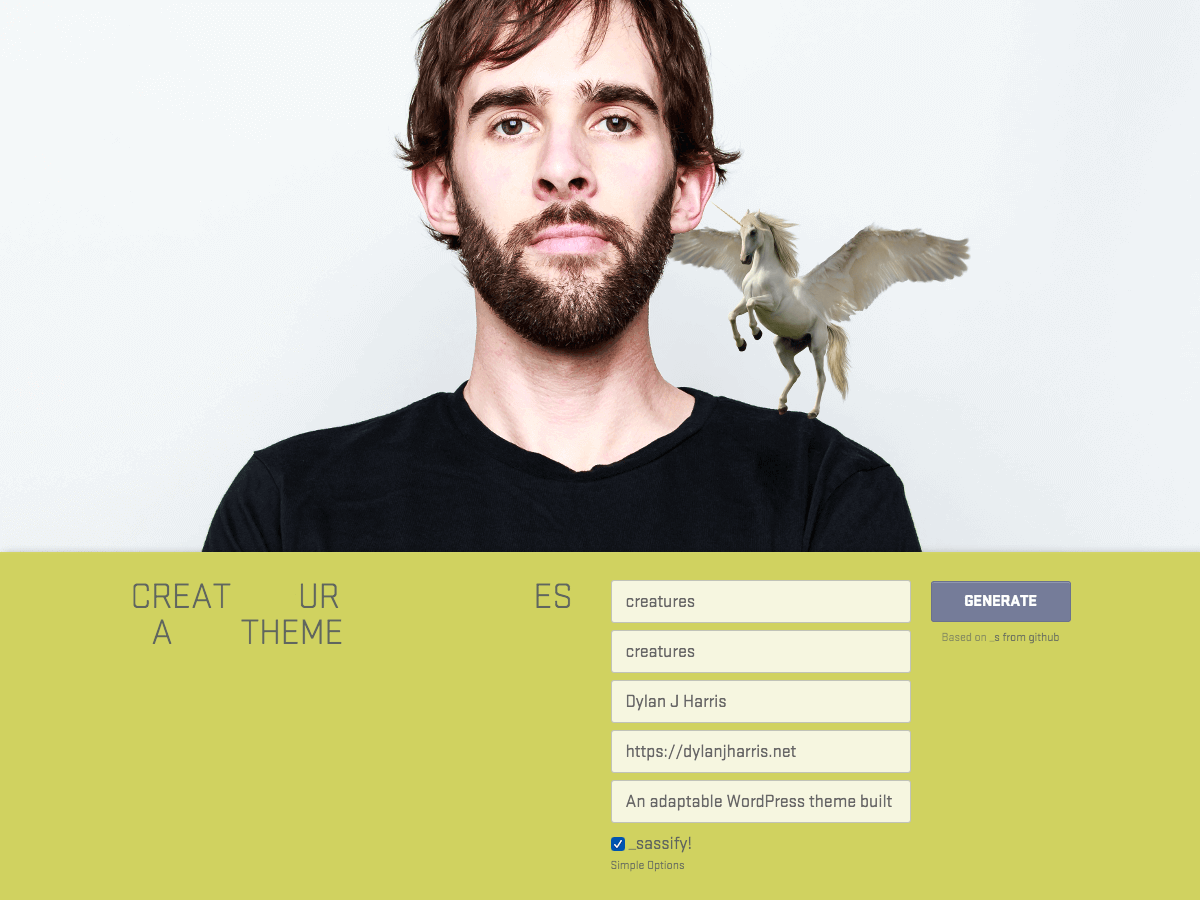 CREAT UR ES
A THEME
creatures
creatures
Dylan J Harris
https://dylanjharris.net
An adaptable WordPress theme built
_sassify!
Simple Options
GENERATE
Based on _s from github